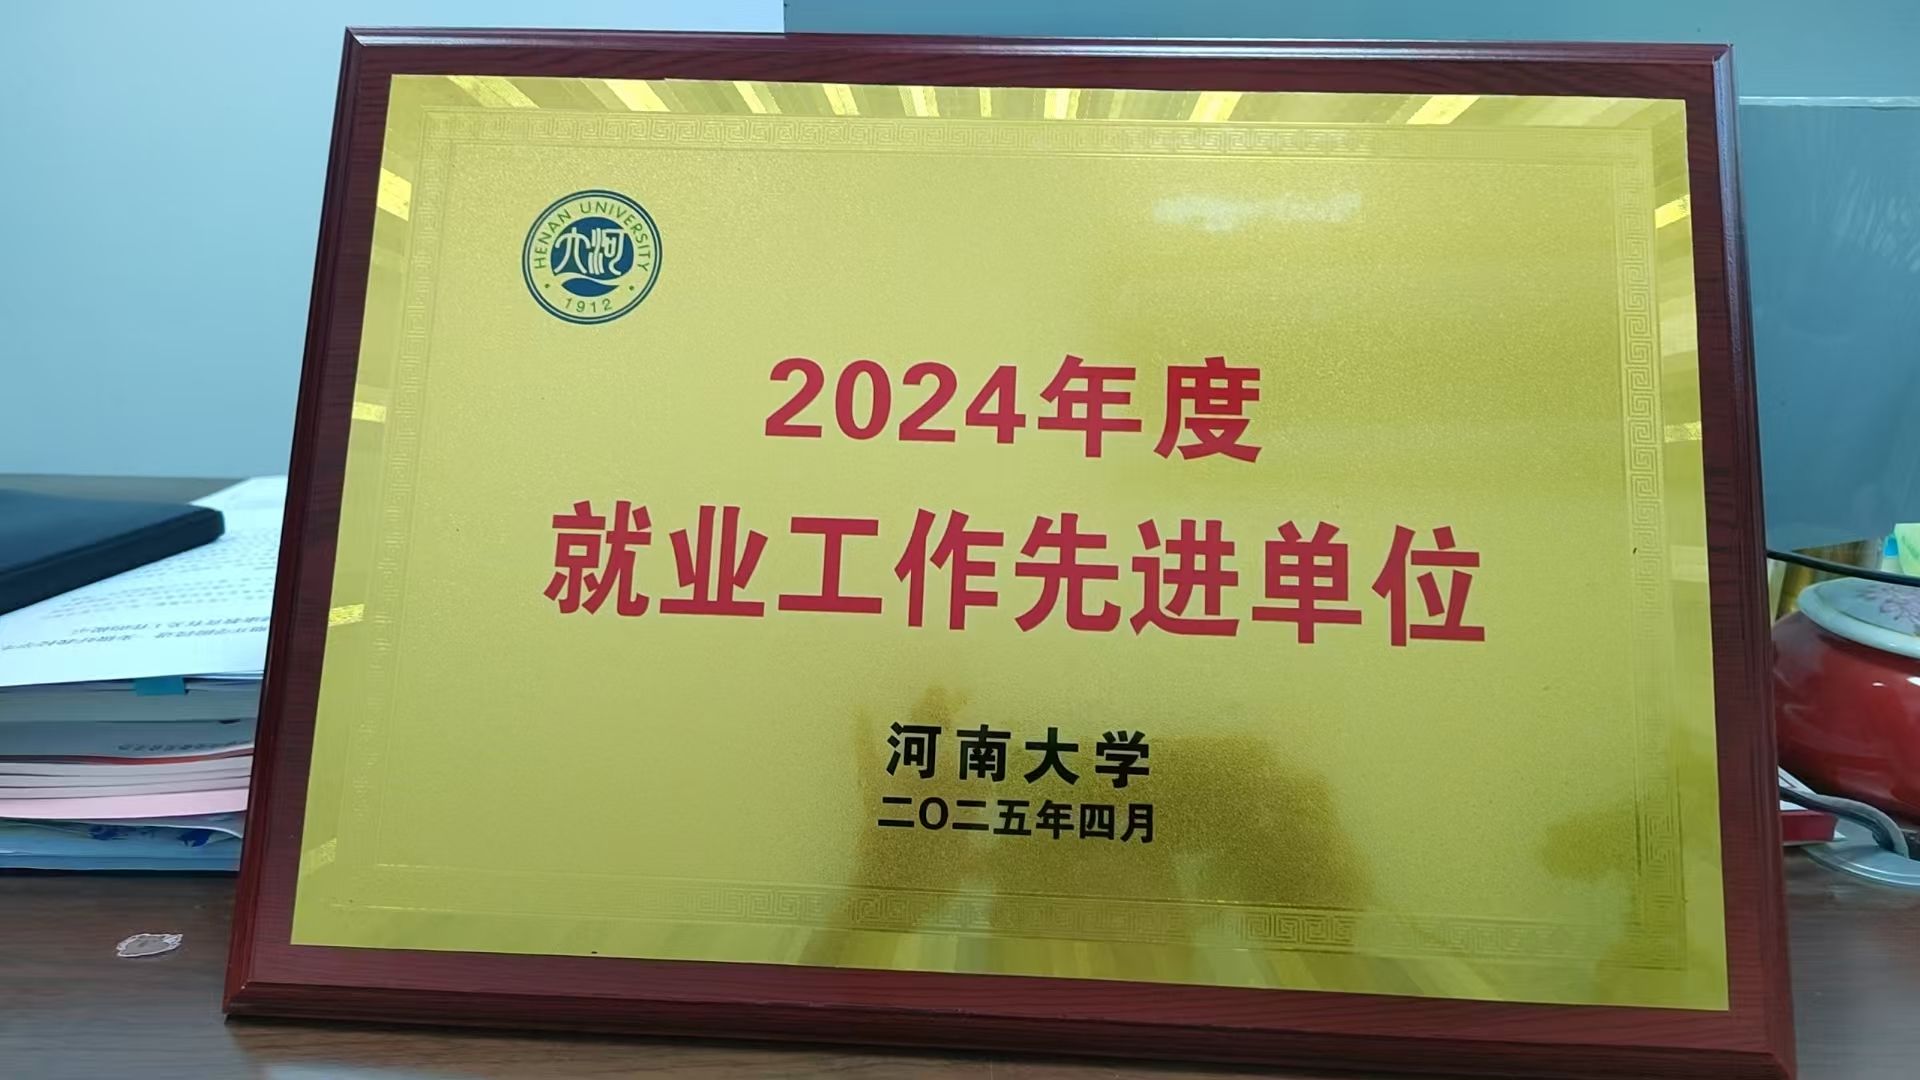 HENAN UNIVERSITY
大河
1912
2024年度
就业工作先进单位
河南大学
二〇二五年四月